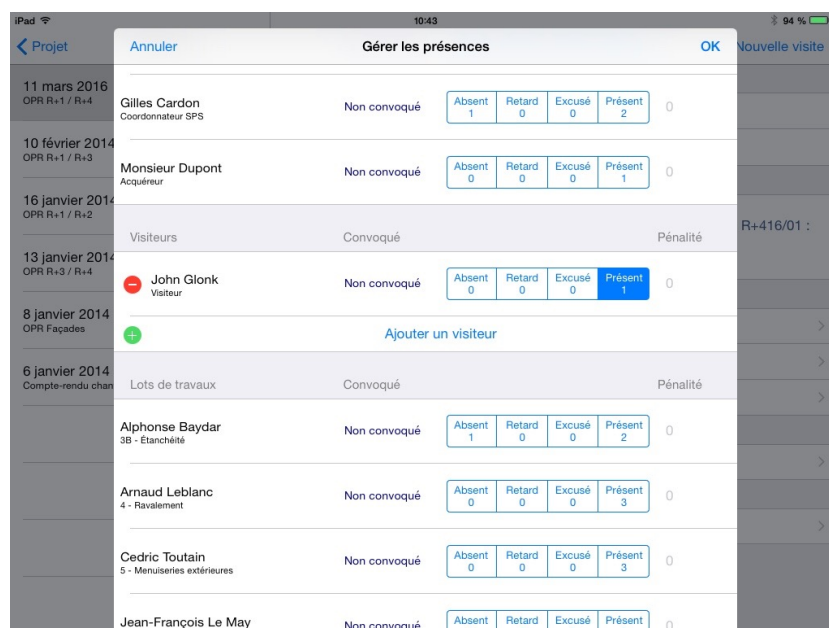 iPad 10:43 94 %
Projet
Annuler Gérer les présences OK
Nouvelle visite
11 mars 2016
OPR R+1 / R+4
10 février 2014
OPR R+1 / R+3
16 janvier 2014
OPR R+1 / R+2
13 janvier 2014
OPR R+3 / R+4
8 janvier 2014
OPR Façades
6 janvier 2014
Compte-rendu chan
Gilles Cardon
Coordonnateur SPS
Non convoqué
Absent Retard Excusé Présent
1 0 0 2
0
Monsieur Dupont
Acquéreur
Non convoqué
Absent Retard Excusé Présent
0 0 0 1
0
Visiteurs Convoqué Pénalité
R+416/01 :
John Glonk
Visiteur
Non convoqué
Absent Retard Excusé Présent
0 0 0 1
0
Ajouter un visiteur
Lots de travaux Convoqué Pénalité
Alphonse Baydar
3B - Étanchéité
Non convoqué
Absent Retard Excusé Présent
1 0 0 2
0
Arnaud Leblanc
4 - Ravalement
Non convoqué
Absent Retard Excusé Présent
0 0 0 3
0
Cedric Toutain
5 - Menuiseries extérieures
Non convoqué
Absent Retard Excusé Présent
0 0 0 3
0
Jean-François Le May
Non convoqué
Absent Retard Excusé Présent
0